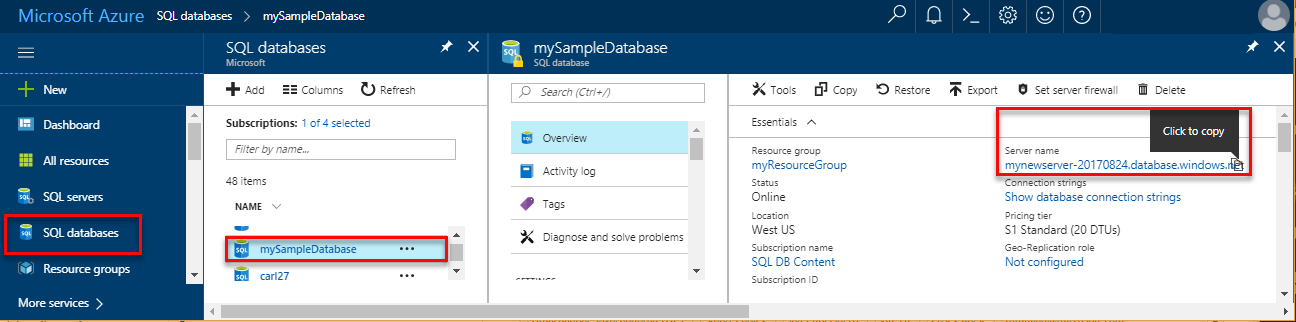 Microsoft Azure SQL databases > mySampleDatabase
New
Dashboard
All resources
SQL servers
SQL databases
Resource groups
More services >
SQL databases
Microsoft
Add Columns Refresh
Subscriptions: 1 of 4 selected
Filter by name...
48 items
NAME
mySampleDatabase ...
carl27 ...
mySampleDatabase
SQL database
Search (Ctrl+/)
Overview
Activity log
Tags
Diagnose and solve problems
Tools Copy Restore Export Set server firewall Delete
Essentials
Click to copy
Resource group
myResourceGroup
Status
Online
Location
West US
Subscription name
SQL DB Content
Subscription ID
Server name
mynewserver-20170824.database.windows.net
Connection strings
Show database connection strings
Pricing tier
S1 Standard (20 DTUs)
Geo-Replication role
Not configured